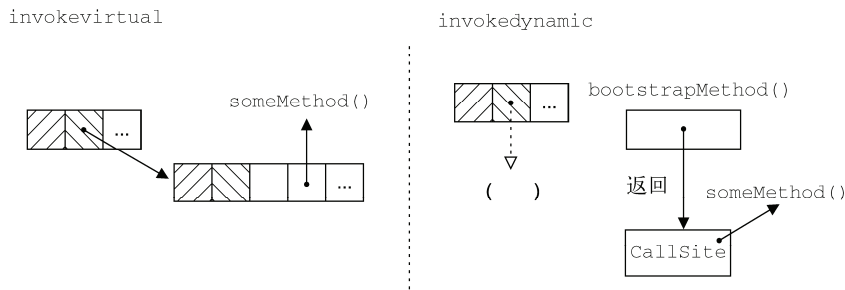 invokevirtual
someMethod()
...
...
invokedynamic
...
bootstrapMethod()
(    )
返回
someMethod()
CallSite